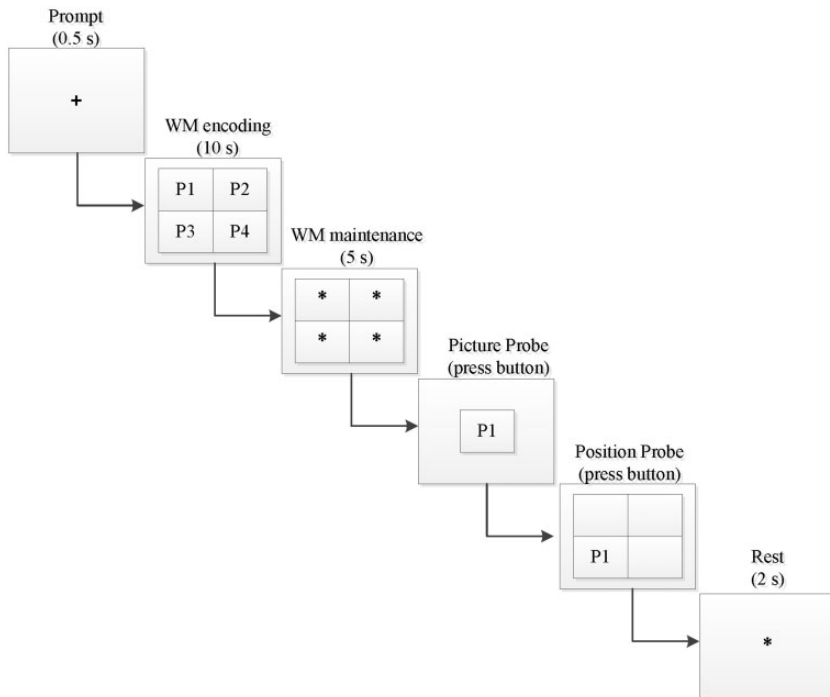 Prompt
(0.5 s)
+
WM encoding
(10 s)
P1 P2
P3 P4
WM maintenance
(5 s)
* *
* *
Picture Probe
(press button)
P1
Position Probe
(press button)
P1
Rest
(2 s)
*